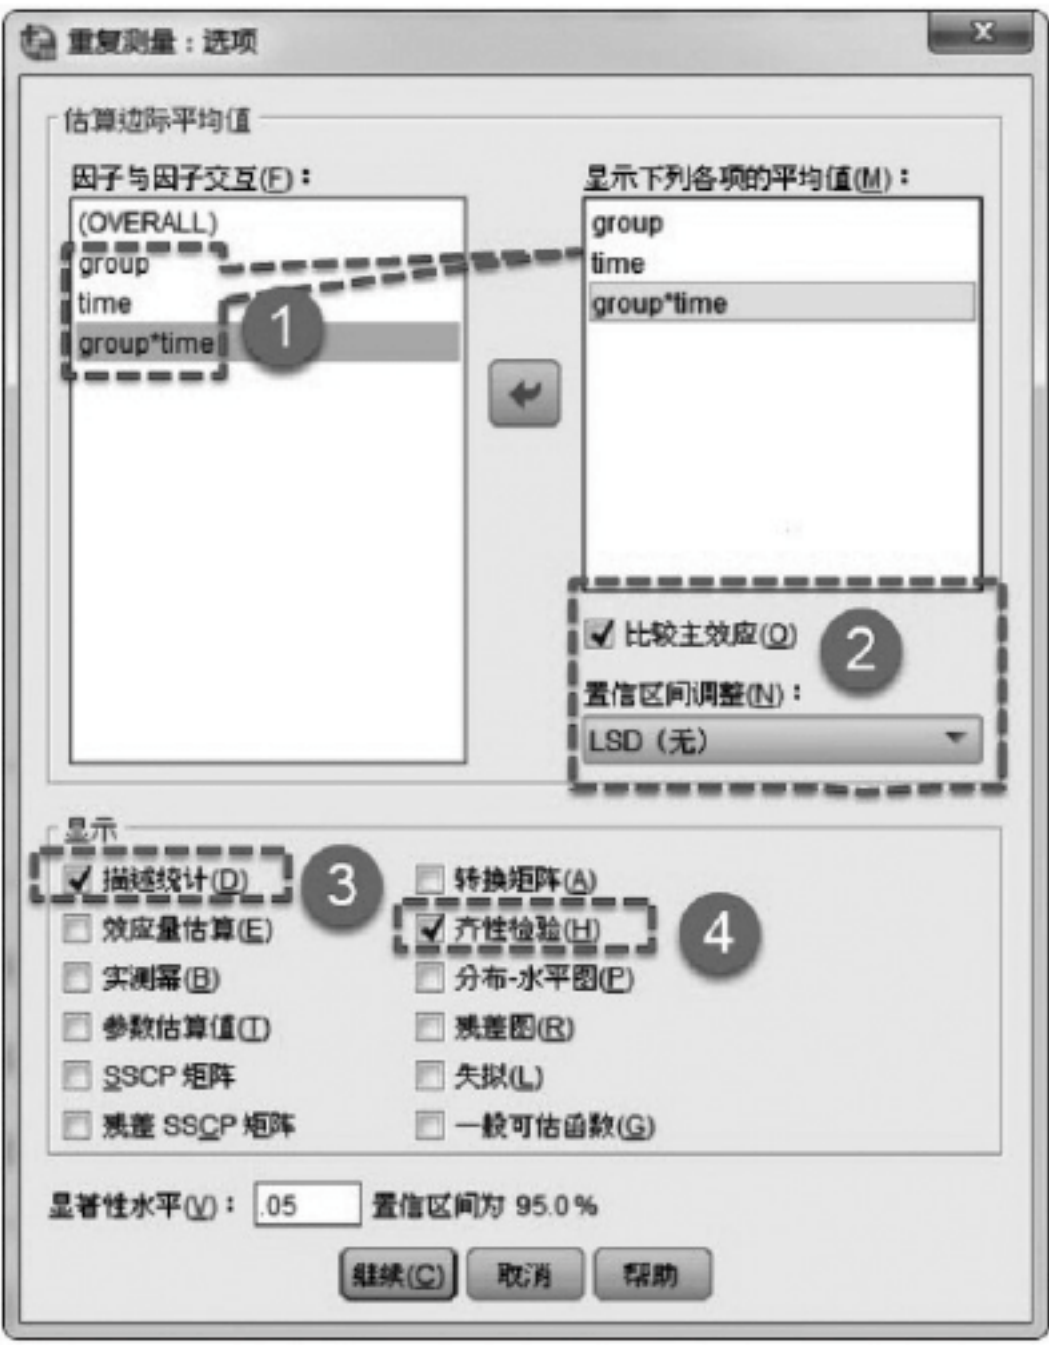 重复测量：选项
估算边际平均值
因子与因子交互(F)：
(OVERALL)
group
time
group*time
1
显示下列各项的平均值(M)：
group
time
group*time
比较主效应(O)
2
置信区间调整(N)：
LSD（无）
显示
描述统计(D)
3
转换矩阵(A)
效应量估算(E)
齐性检验(H)
4
实测幂(B)
分布-水平图(P)
参数估算值(T)
残差图(R)
SSCP 矩阵
失拟(L)
残差 SSCP 矩阵
一般可估函数(G)
显著性水平(V)： .05 置信区间为 95.0 %
继续(C) 取消 帮助